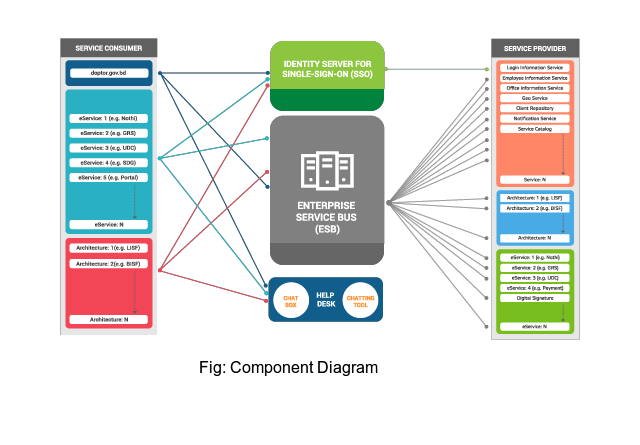 SERVICE CONSUMER
doptor.gov.bd
eService: 1 (e.g. Nothi)
eService: 2 (e.g. GRS)
eService: 3 (e.g. UDC)
eService: 4 (e.g. SDG)
eService: 5 (e.g. Portal)
eService: N
Architecture: 1(e.g. LISF)
Architecture: 2(e.g. BISF)
Architecture: N
IDENTITY SERVER FOR
SINGLE-SIGN-ON (SSO)
ENTERPRISE
SERVICE BUS
(ESB)
CHAT
BOX
HELP
DESK
CHATTING
TOOL
SERVICE PROVIDER
Login Information Service
Employee Information Service
Office Information Service
Geo Service
Client Repository
Notification Service
Service Catalog
Service: N
Architecture: 1 (e.g. LISF)
Architecture: 2 (e.g. BISF)
Architecture: N
eService: 1 (e.g. Nothi)
eService: 2 (e.g. GRS)
eService: 3 (e.g. UDC)
eService: 4 (e.g. Payment)
Digital Signature
eService: N
Fig: Component Diagram